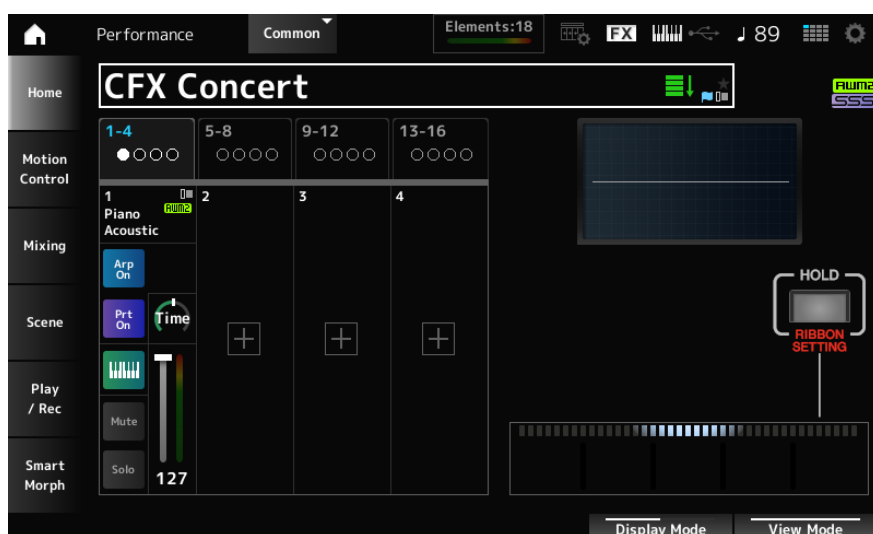 Performance
Common
Elements:18
FX
♩ 89
Home
CFX Concert
AWM2
SSS
1-4
5-8
9-12
13-16
Motion
Control
1
2
3
4
Piano
AWM2
Acoustic
Mixing
Arp
On
HOLD
Scene
Prt
On
Time
RIBBON
SETTING
Play
/ Rec
Mute
Smart
Morph
Solo
127
Display Mode
View Mode